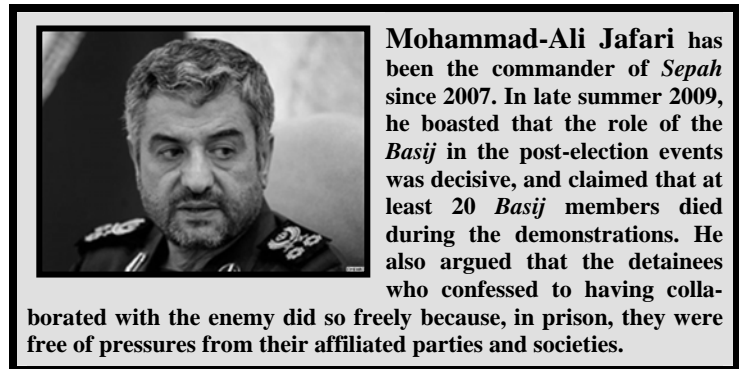 Mohammad-Ali Jafari has
been the commander of Sepah
since 2007. In late summer 2009,
he boasted that the role of the
Basij in the post-election events
was decisive, and claimed that at
least 20 Basij members died
during the demonstrations. He
also argued that the detainees
who confessed to having colla-
borated with the enemy did so freely because, in prison, they were
free of pressures from their affiliated parties and societies.